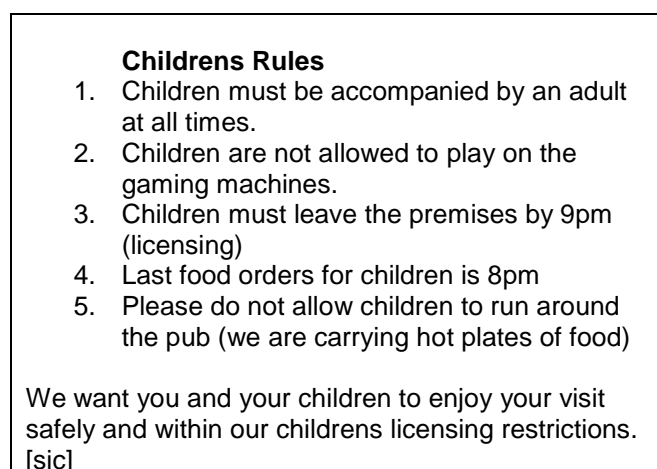 Childrens Rules
1. Children must be accompanied by an adult
at all times.
2. Children are not allowed to play on the
gaming machines.
3. Children must leave the premises by 9pm
(licensing)
4. Last food orders for children is 8pm
5. Please do not allow children to run around
the pub (we are carrying hot plates of food)
We want you and your children to enjoy your visit
safely and within our childrens licensing restrictions.
[sic]